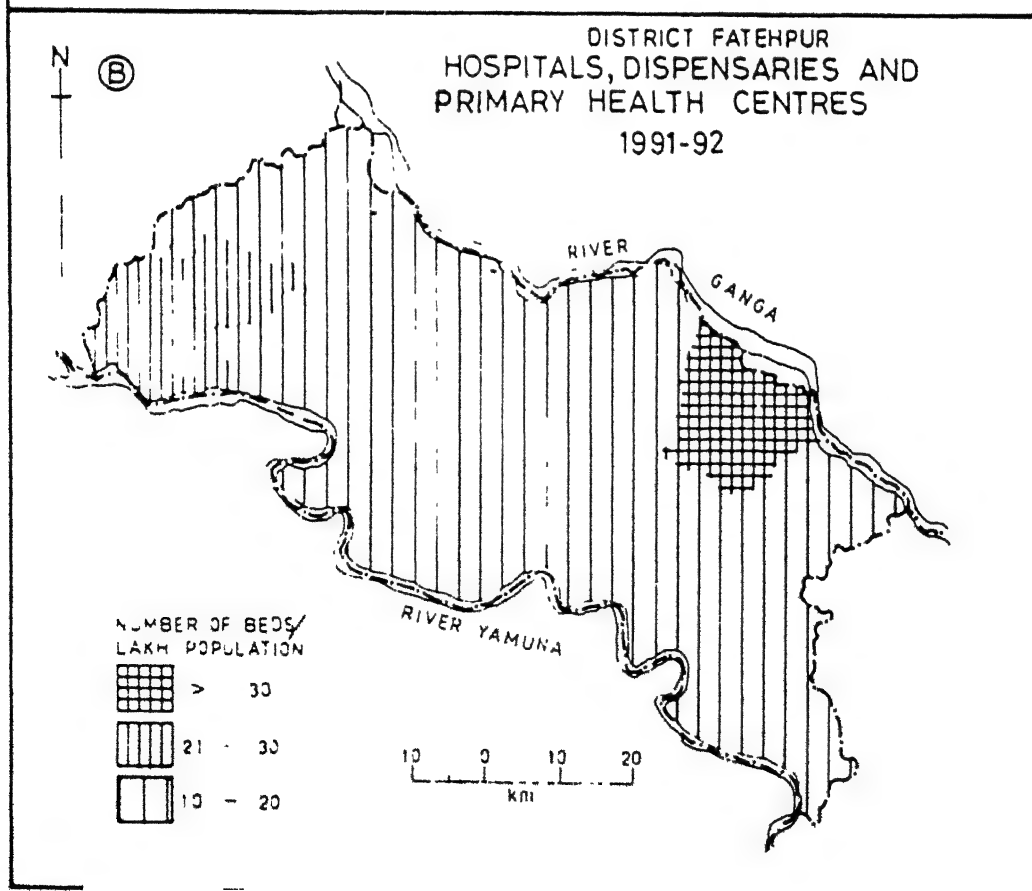 N
B
DISTRICT FATEHPUR
HOSPITALS, DISPENSARIES AND
PRIMARY HEALTH CENTRES
1991-92
RIVER
GANGA
RIVER YAMUNA
NUMBER OF BEDS/
LAKH POPULATION
> 30
21 - 30
10 - 20
10 0 10 20
km